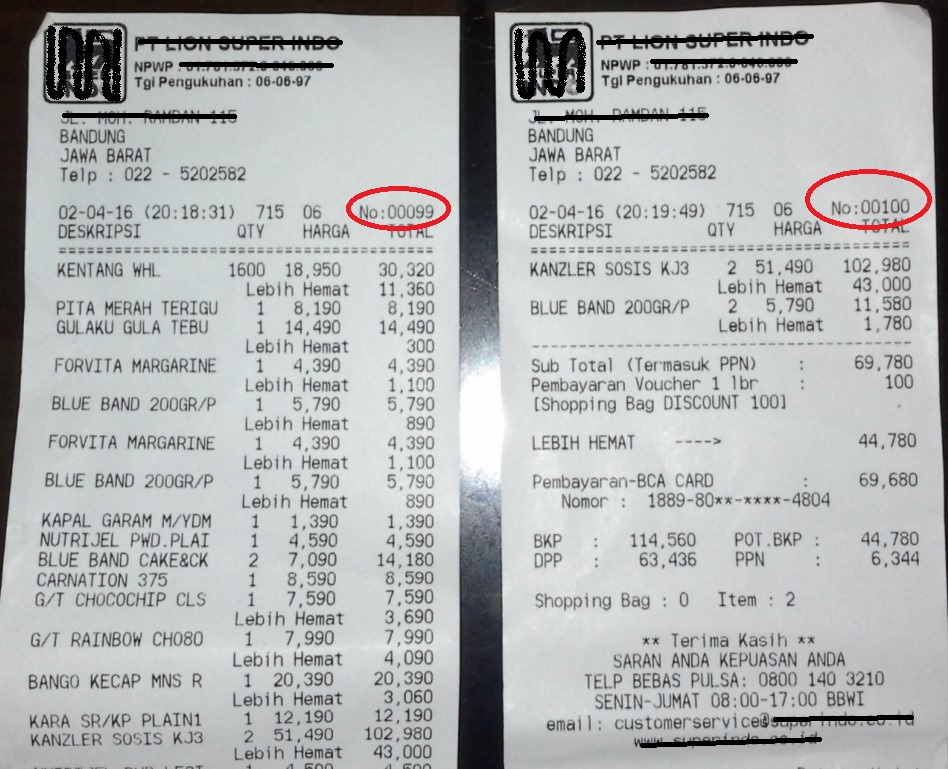 PT LION SUPER INDO
NPWP :
Tgl Pengukuhan : 06-06-97
JL. MOH. RAMDAN 115
BANDUNG
JAWA BARAT
Telp : 022 - 5202582
02-04-16 (20:18:31) 715 06 No:00099
DESKRIPSI QTY HARGA TOTAL
KENTANG WHL 1600 18,950 30,320
Lebih Hemat 11,360
PITA MERAH TERIGU 1 8,190 8,190
GULAKU GULA TEBU 1 14,490 14,490
Lebih Hemat 300
FORVITA MARGARINE 1 4,390 4,390
Lebih Hemat 1,100
BLUE BAND 200GR/P 1 5,790 5,790
Lebih Hemat 890
FORVITA MARGARINE 1 4,390 4,390
Lebih Hemat 1,100
BLUE BAND 200GR/P 1 5,790 5,790
Lebih Hemat 890
KAPAL GARAM M/YDM 1 1,390 1,390
NUTRIJEL PWD.PLAI 1 4,590 4,590
BLUE BAND CAKE&CK 2 7,090 14,180
CARNATION 375 1 8,590 8,590
G/T CHOCOCHIP CLS 1 7,590 7,590
Lebih Hemat 3,690
G/T RAINBOW CHO80 1 7,990 7,990
Lebih Hemat 4,090
BANGO KECAP MNS R 1 20,390 20,390
Lebih Hemat 3,060
KARA SR/KP PLAIN1 1 12,190 12,190
KANZLER SOSIS KJ3 2 51,490 102,980
Lebih Hemat 43,000
PT LION SUPER INDO
NPWP :
Tgl Pengukuhan : 06-06-97
JL. MOH. RAMDAN 115
BANDUNG
JAWA BARAT
Telp : 022 - 5202582
02-04-16 (20:19:49) 715 06 No:00100
DESKRIPSI QTY HARGA TOTAL
KANZLER SOSIS KJ3 2 51,490 102,980
Lebih Hemat 43,000
BLUE BAND 200GR/P 2 5,790 11,580
Lebih Hemat 1,780
Sub Total (Termasuk PPN) : 69,780
Pembayaran Voucher 1 lbr : 100
[Shopping Bag DISCOUNT 100]
LEBIH HEMAT ----> 44,780
Pembayaran-BCA CARD : 69,680
Nomor : 1889-80**-****-4804
BKP : 114,560 POT.BKP : 44,780
DPP : 63,436 PPN : 6,344
Shopping Bag : 0 Item : 2
** Terima Kasih **
SARAN ANDA KEPUASAN ANDA
TELP BEBAS PULSA: 0800 140 3210
SENIN-JUMAT 08:00-17:00 BBWI
email: customerservice@superindo.co.id
www.superindo.co.id